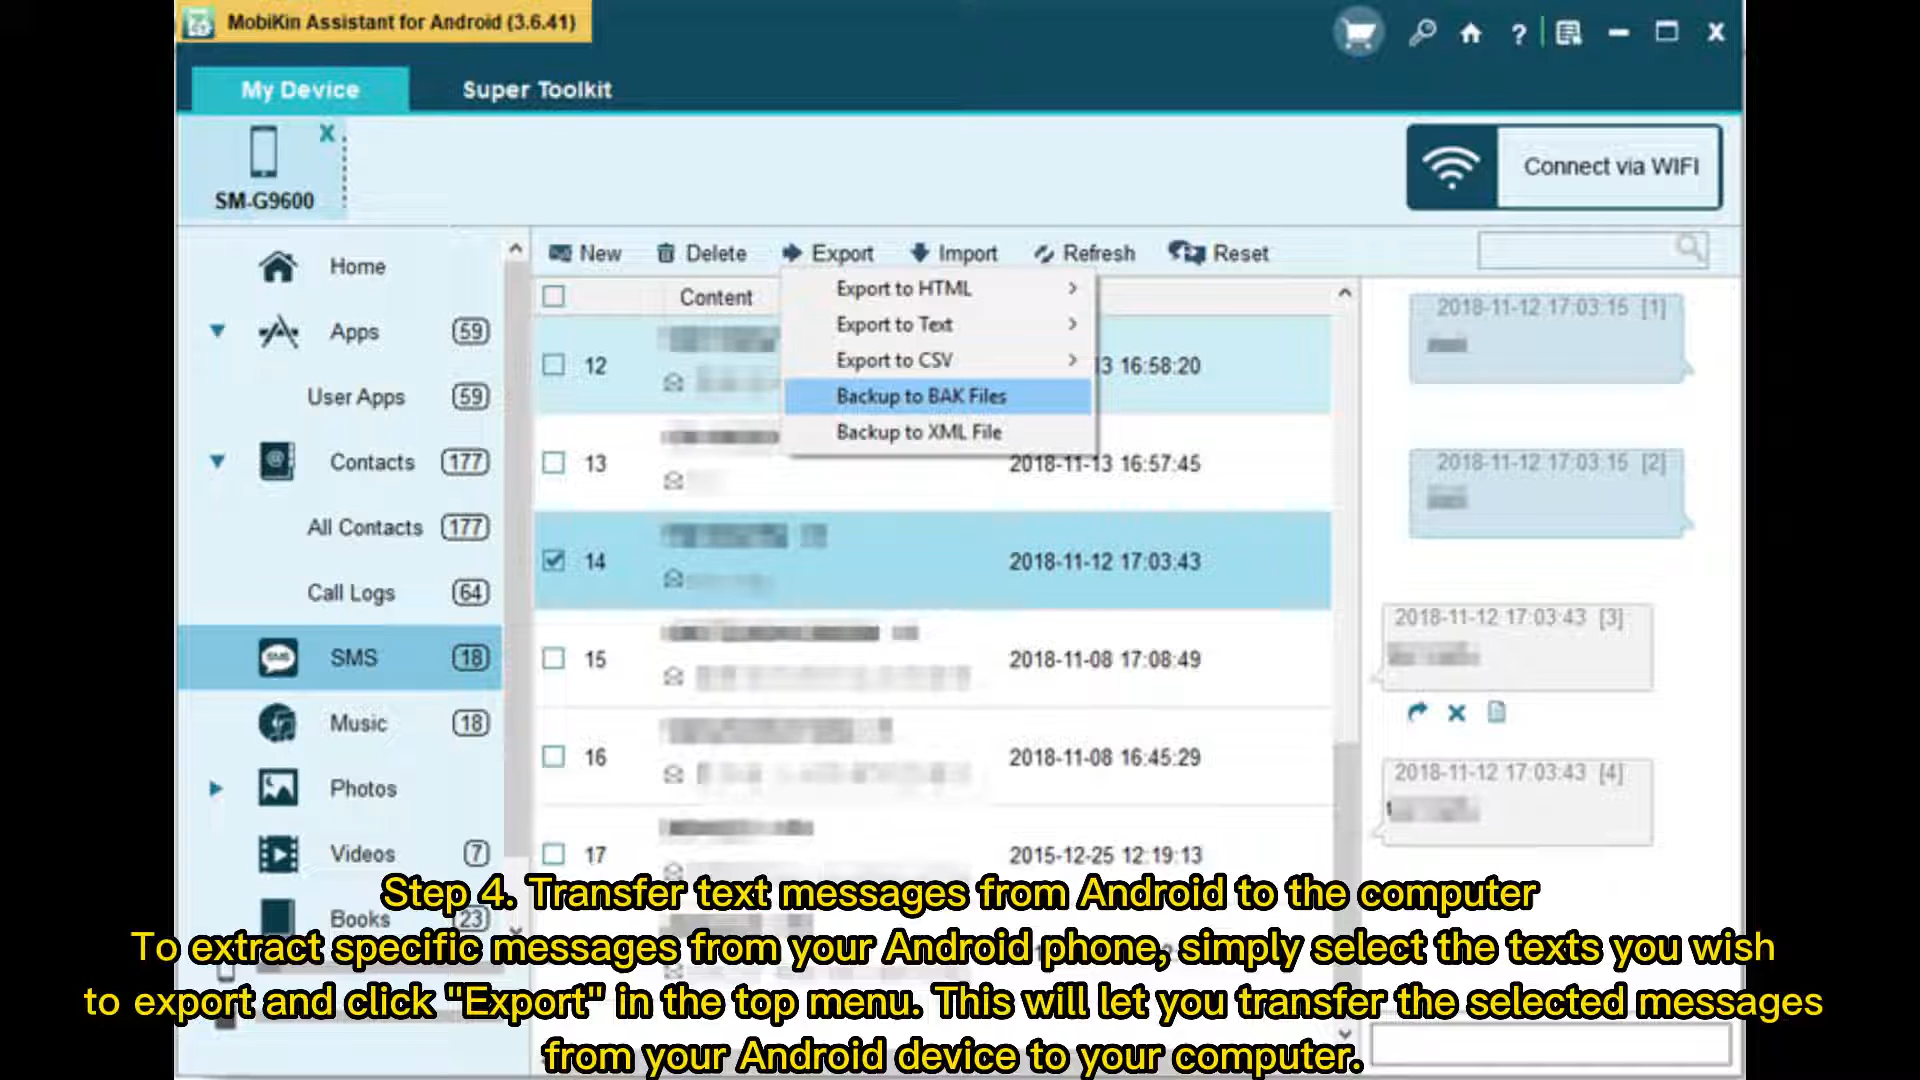 MobiKin Assistant for Android (3.6.41)
?
My Device
Super Toolkit
SM-G9600
Connect via WIFI
New
Delete
Export
Import
Refresh
Reset
Home
Apps 59
User Apps 59
Contacts 177
All Contacts 177
Call Logs 64
SMS 18
Music 18
Photos
Videos 7
Books 23
Content
Export to HTML
Export to Text
Export to CSV
Backup to BAK Files
Backup to XML File
12
13 16:58:20
13
2018-11-13 16:57:45
14
2018-11-12 17:03:43
15
2018-11-08 17:08:49
16
2018-11-08 16:45:29
17
2015-12-25 12:19:13
2018-11-12 17:03:15 [1]
2018-11-12 17:03:15 [2]
2018-11-12 17:03:43 [3]
2018-11-12 17:03:43 [4]
Step 4. Transfer text messages from Android to the computer
To extract specific messages from your Android phone, simply select the texts you wish
to export and click "Export" in the top menu. This will let you transfer the selected messages
from your Android device to your computer.